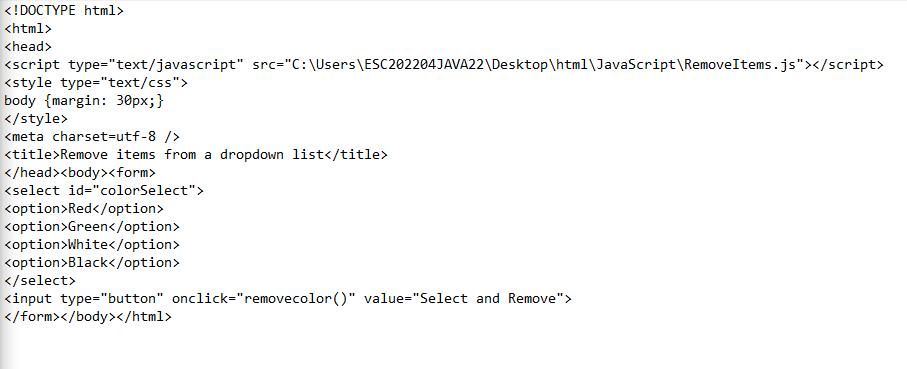 <!DOCTYPE html>
<html>
<head>
<script type="text/javascript" src="C:\Users\ESC202204JAVA22\Desktop\html\JavaScript\RemoveItems.js"></script>
<style type="text/css">
body {margin: 30px;}
</style>
<meta charset=utf-8 />
<title>Remove items from a dropdown list</title>
</head><body><form>
<select id="colorSelect">
<option>Red</option>
<option>Green</option>
<option>White</option>
<option>Black</option>
</select>
<input type="button" onclick="removecolor()" value="Select and Remove">
</form></body></html>